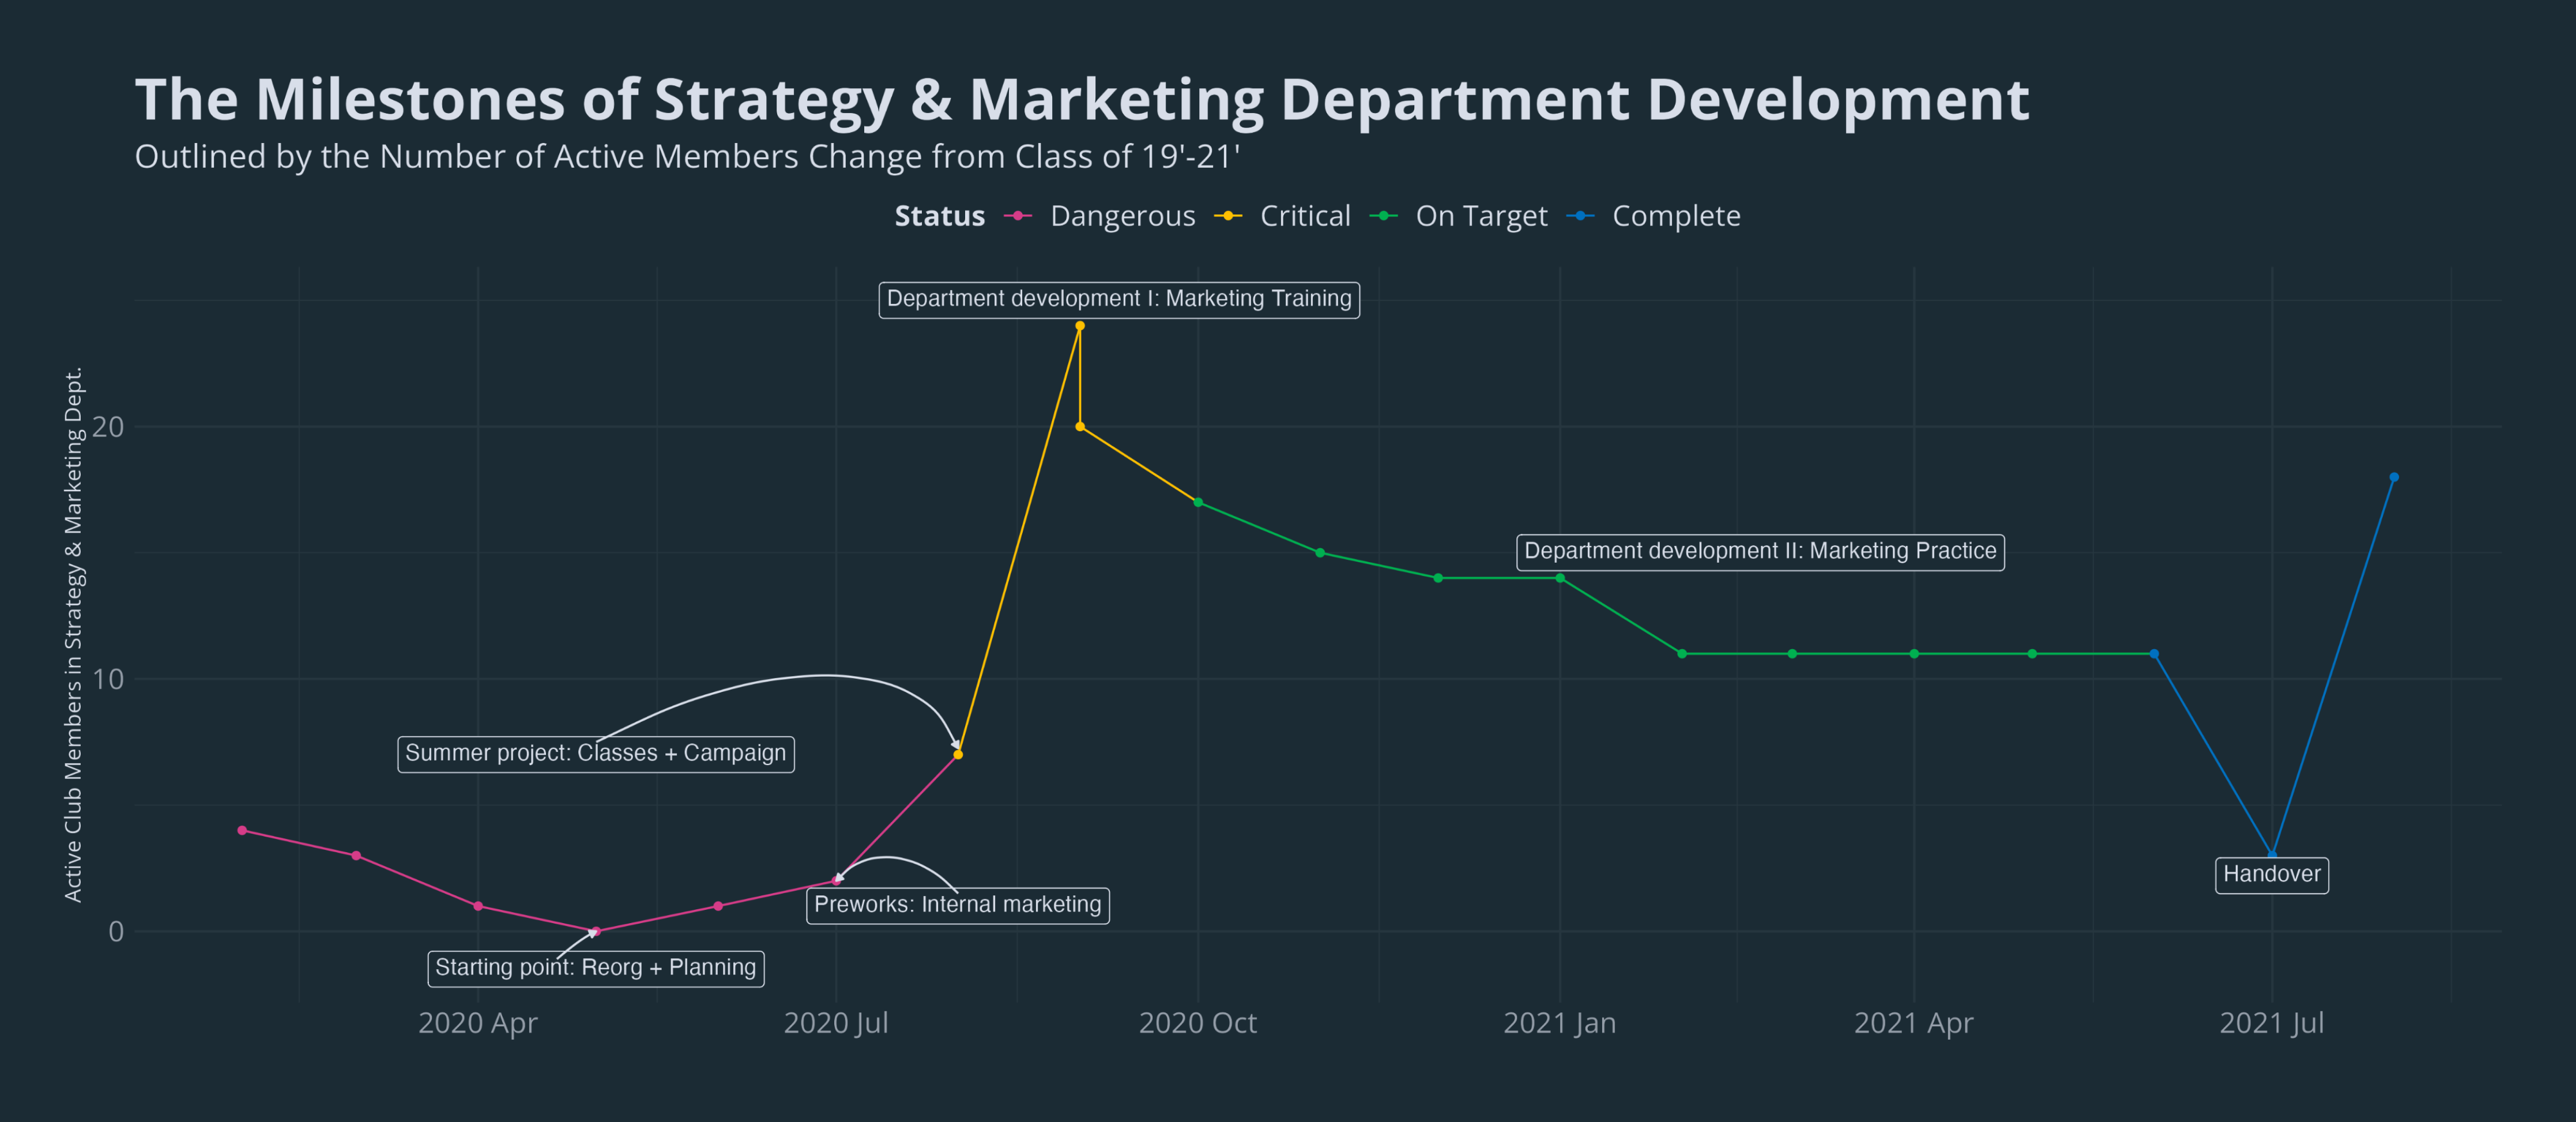 The Milestones of Strategy & Marketing Department Development
Outlined by the Number of Active Members Change from Class of 19'-21'
Status Dangerous Critical On Target Complete
Active Club Members in Strategy & Marketing Dept.
20
10
0
Department development I: Marketing Training
Department development II: Marketing Practice
Summer project: Classes + Campaign
Preworks: Internal marketing
Handover
Starting point: Reorg + Planning
2020 Apr 2020 Jul 2020 Oct 2021 Jan 2021 Apr 2021 Jul